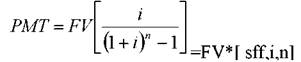 PMT = FV[ i / ((1+i)^n − 1) ]=FV*[ sff,i,n]